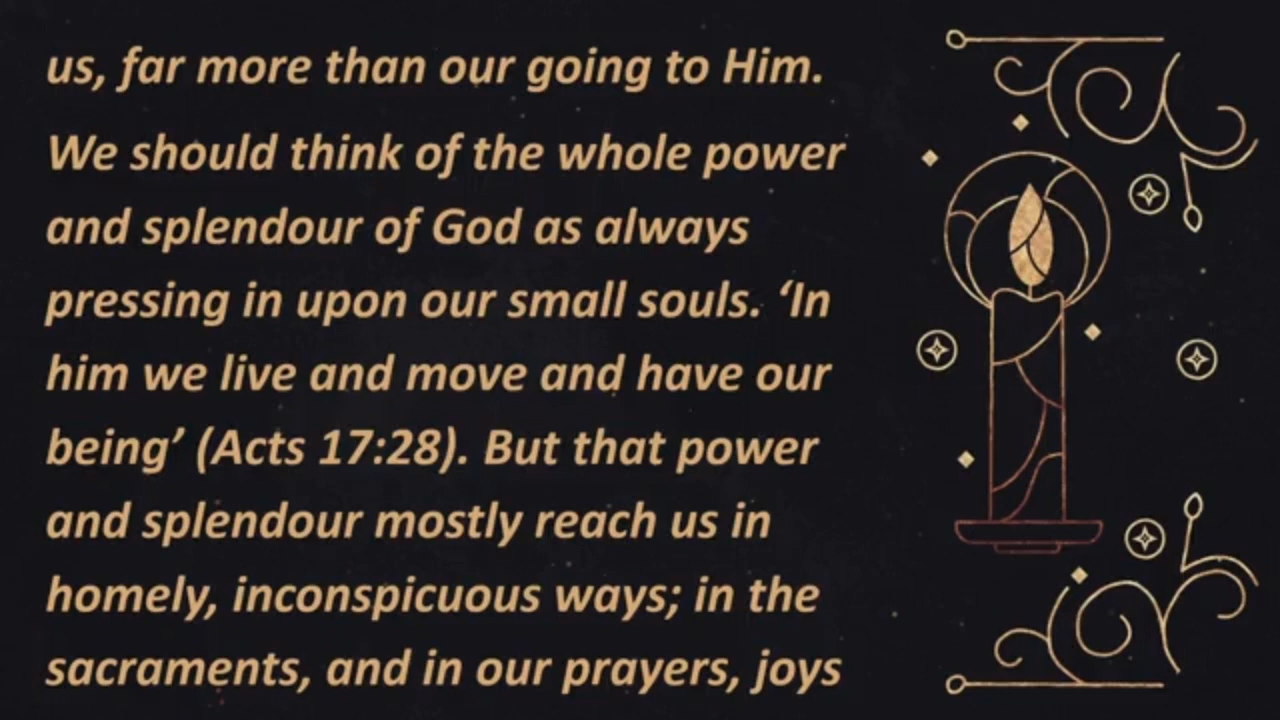 us, far more than our going to Him.
We should think of the whole power
and splendour of God as always
pressing in upon our small souls. ‘In
him we live and move and have our
being’ (Acts 17:28). But that power
and splendour mostly reach us in
homely, inconspicuous ways; in the
sacraments, and in our prayers, joys